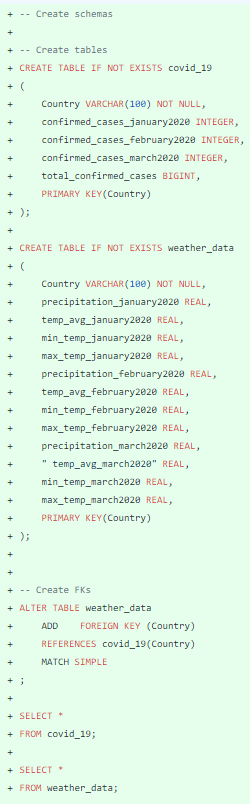 + -- Create schemas
+
+ -- Create tables
+ CREATE TABLE IF NOT EXISTS covid_19
+ (
+     Country VARCHAR(100) NOT NULL,
+     confirmed_cases_january2020 INTEGER,
+     confirmed_cases_february2020 INTEGER,
+     confirmed_cases_march2020 INTEGER,
+     total_confirmed_cases BIGINT,
+     PRIMARY KEY(Country)
+ );
+
+ CREATE TABLE IF NOT EXISTS weather_data
+ (
+     Country VARCHAR(100) NOT NULL,
+     precipitation_january2020 REAL,
+     temp_avg_january2020 REAL,
+     min_temp_january2020 REAL,
+     max_temp_january2020 REAL,
+     precipitation_february2020 REAL,
+     temp_avg_february2020 REAL,
+     min_temp_february2020 REAL,
+     max_temp_february2020 REAL,
+     precipitation_march2020 REAL,
+     " temp_avg_march2020" REAL,
+     min_temp_march2020 REAL,
+     max_temp_march2020 REAL,
+     PRIMARY KEY(Country)
+ );
+
+
+ -- Create FKs
+ ALTER TABLE weather_data
+     ADD    FOREIGN KEY (Country)
+     REFERENCES covid_19(Country)
+     MATCH SIMPLE
+ ;
+
+ SELECT *
+ FROM covid_19;
+
+ SELECT *
+ FROM weather_data;